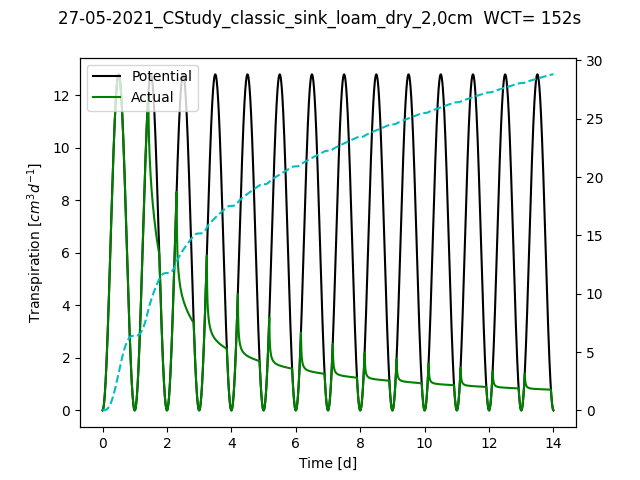 27-05-2021_CStudy_classic_sink_loam_dry_2,0cm  WCT= 152s
Potential
Actual
Transpiration [cm³d⁻¹]
12
10
8
6
4
2
0
30
25
20
15
10
5
0
0 2 4 6 8 10 12 14
Time [d]